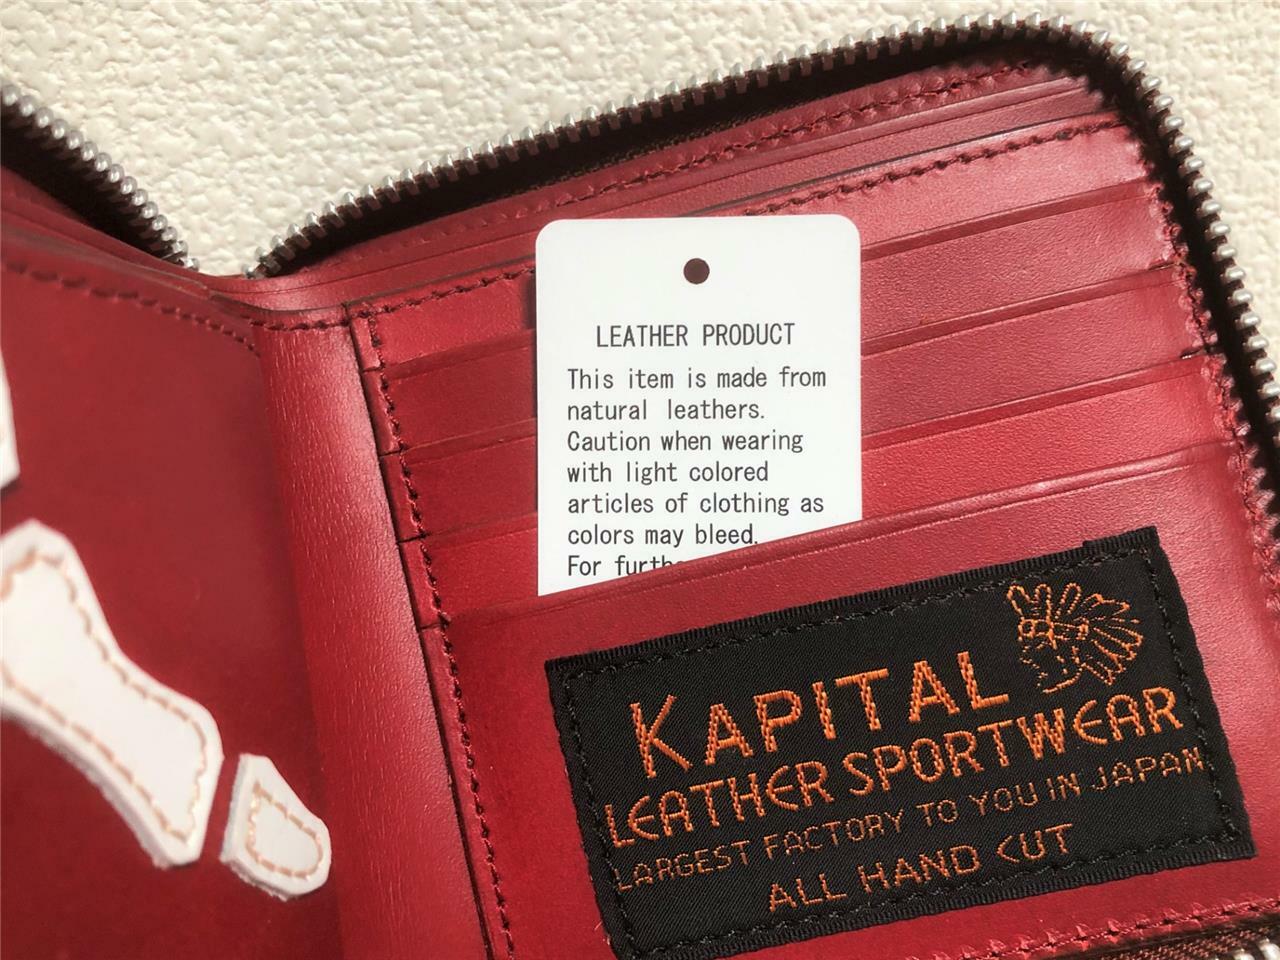 LEATHER PRODUCT
This item is made from
natural leathers.
Caution when wearing
with light colored
articles of clothing as
colors may bleed.
For
KAPITAL
LEATHER SPORTWEAR
LARGEST FACTORY TO YOU IN JAPAN
ALL HAND CUT